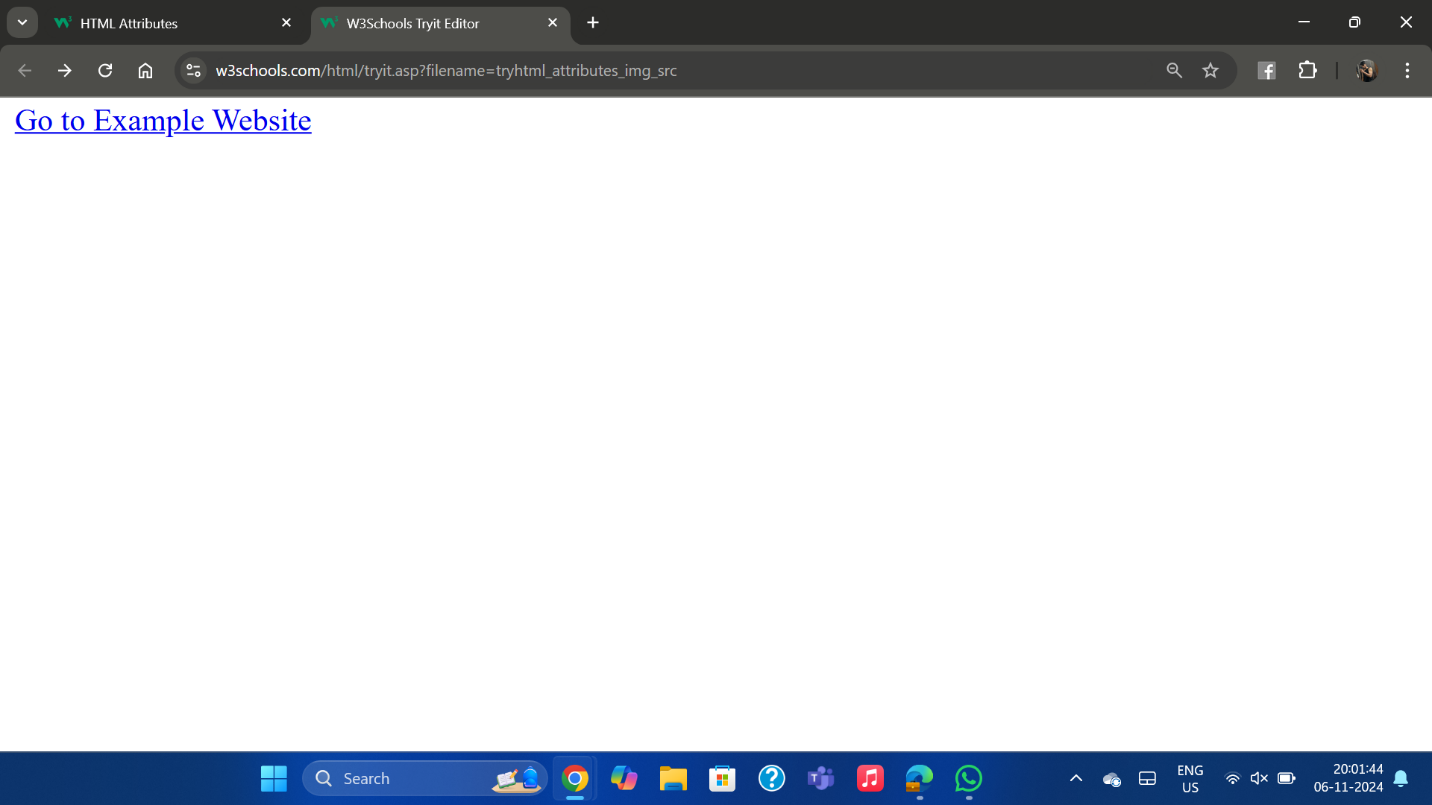 HTML Attributes
W3Schools Tryit Editor
w3schools.com/html/tryit.asp?filename=tryhtml_attributes_img_src
Go to Example Website
Search
ENG
US
20:01:44
06-11-2024